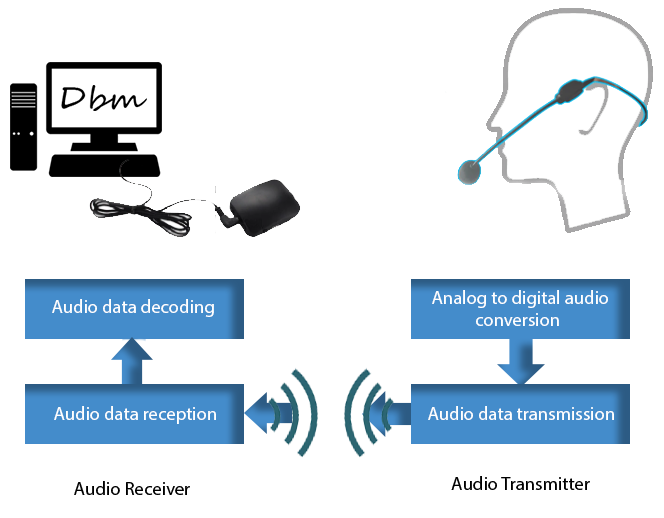 Dbm
Audio data decoding
Analog to digital audio
conversion
Audio data reception
Audio data transmission
Audio Receiver
Audio Transmitter